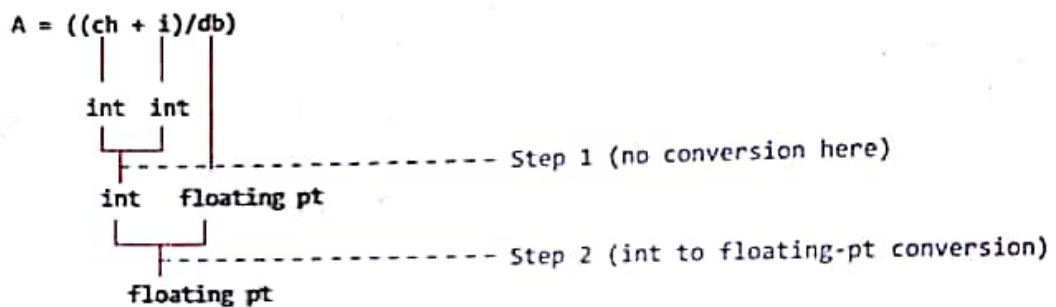 A = ((ch + i)/db)
int int
Step 1 (no conversion here)
int floating pt
Step 2 (int to floating-pt conversion)
floating pt